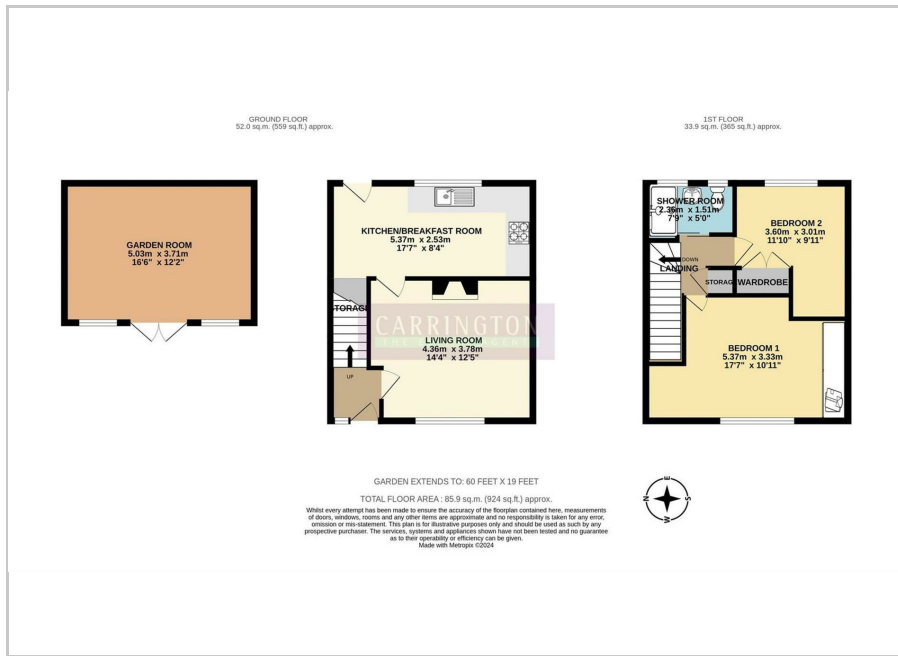 GROUND FLOOR
52.0 sq.m. (559 sq.ft.) approx.
1ST FLOOR
33.9 sq.m. (365 sq.ft.) approx.
GARDEN ROOM
5.03m x 3.71m
16'6" x 12'2"
KITCHEN/BREAKFAST ROOM
5.37m x 2.53m
17'7" x 8'4"
STORAGE
CARRINGTON
LIVING ROOM
4.36m x 3.78m
14'4" x 12'5"
UP
SHOWER ROOM
2.36m x 1.51m
7'9" x 5'0"
BEDROOM 2
3.60m x 3.01m
11'10" x 9'11"
DOWN
LANDING
STORAGE
WARDROBE
BEDROOM 1
5.37m x 3.33m
17'7" x 10'11"
GARDEN EXTENDS TO: 60 FEET X 19 FEET
TOTAL FLOOR AREA : 85.9 sq.m. (924 sq.ft.) approx.
Whilst every attempt has been made to ensure the accuracy of the floorplan contained here, measurements
of doors, windows, rooms and any other items are approximate and no responsibility is taken for any error,
omission or mis-statement. This plan is for illustrative purposes only and should be used as such by any
prospective purchaser. The services, systems and appliances shown have not been tested and no guarantee
as to their operability or efficiency can be given.
Made with Metropix ©2024
E
N S
W